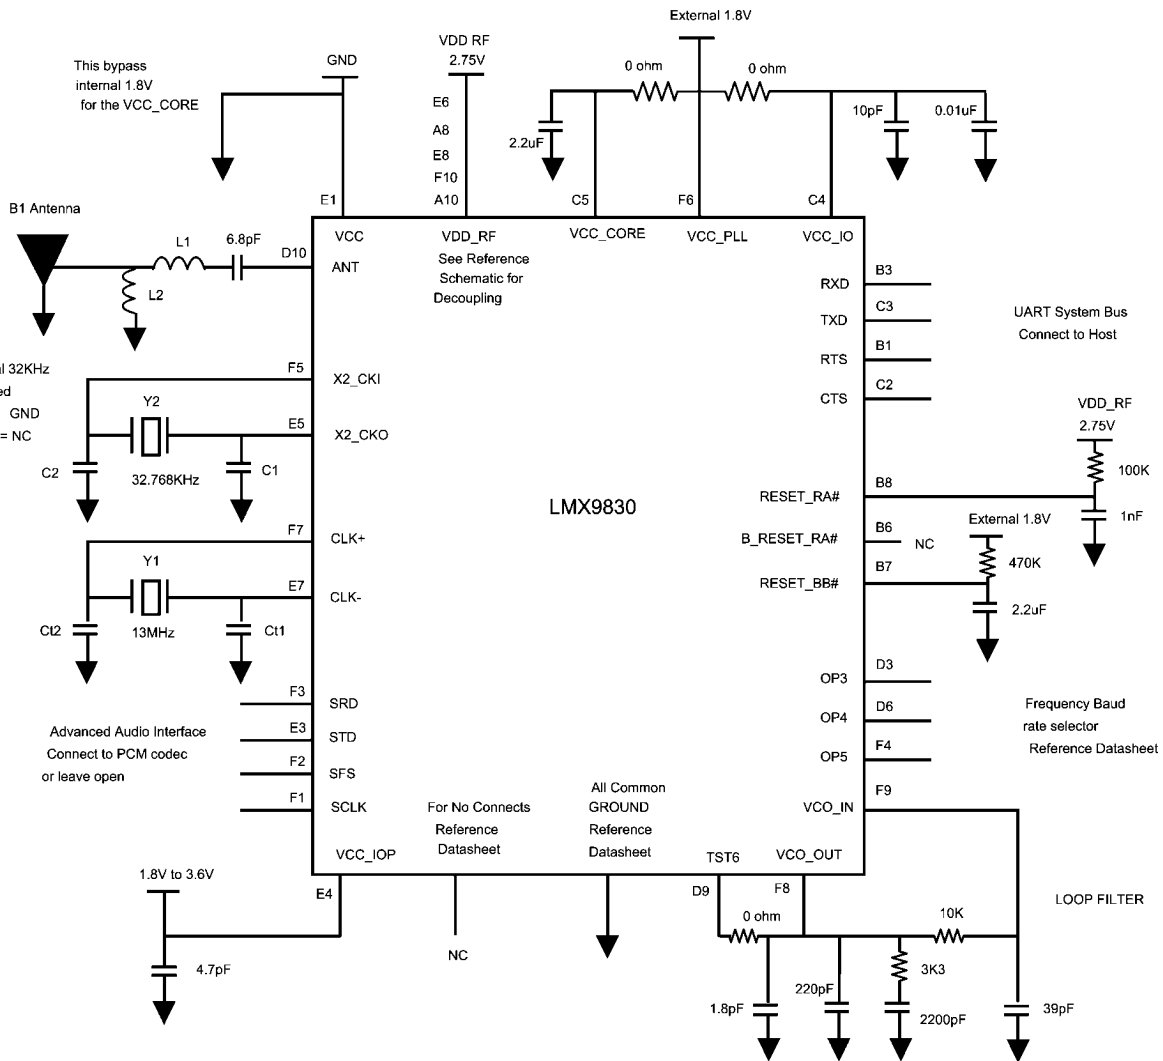 External 1.8V
This bypass
internal 1.8V
for the VCC_CORE
GND
VDD RF
2.75V
0 ohm
0 ohm
E6
A8
E8
F10
A10
2.2uF
10pF
0.01uF
E1
C5
F6
C4
B1 Antenna
L1
6.8pF
D10
L2
VCC
ANT
VDD_RF
See Reference
Schematic for
Decoupling
VCC_CORE
VCC_PLL
VCC_IO
RXD
B3
TXD
C3
RTS
B1
CTS
C2
UART System Bus
Connect to Host
32KHz
GND
= NC
F5
X2_CKI
Y2
E5
X2_CKO
C2
32.768KHz
C1
VDD_RF
2.75V
100K
RESET_RA#
B8
1nF
LMX9830
F7
CLK+
Y1
E7
CLK-
Ct2
13MHz
Ct1
B_RESET_RA#
B6
NC
External 1.8V
470K
RESET_BB#
B7
2.2uF
OP3
D3
OP4
D6
OP5
F4
Frequency Baud
rate selector
Reference Datasheet
F3
SRD
E3
STD
F2
SFS
F1
SCLK
Advanced Audio Interface
Connect to PCM codec
or leave open
For No Connects
Reference
Datasheet
All Common
GROUND
Reference
Datasheet
VCO_IN
F9
VCC_IOP
TST6
VCO_OUT
1.8V to 3.6V
E4
D9
F8
NC
4.7pF
0 ohm
10K
LOOP FILTER
3K3
1.8pF
220pF
2200pF
39pF